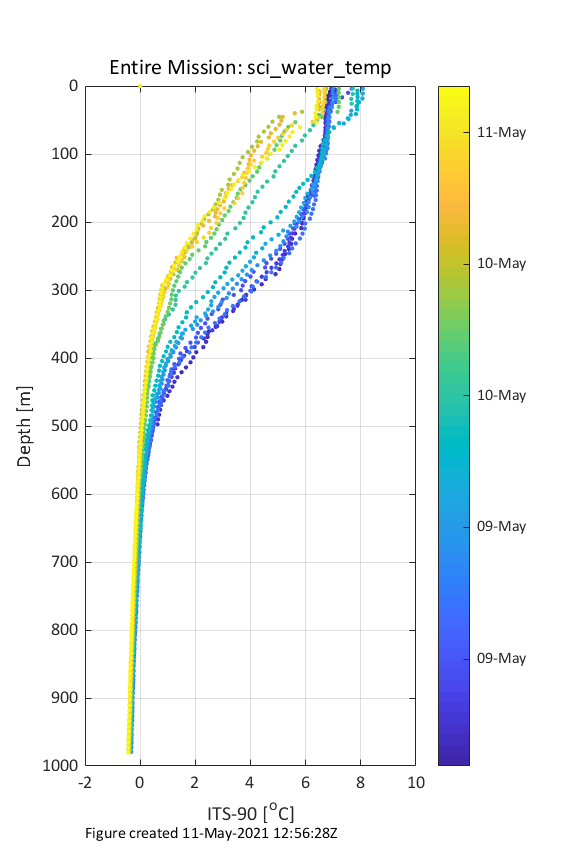 Entire Mission: sci_water_temp
0
100
200
300
400
500
600
700
800
900
1000
Depth [m]
-2 0 2 4 6 8 10
ITS-90 [°C]
11-May
10-May
10-May
09-May
09-May
Figure created 11-May-2021 12:56:28Z